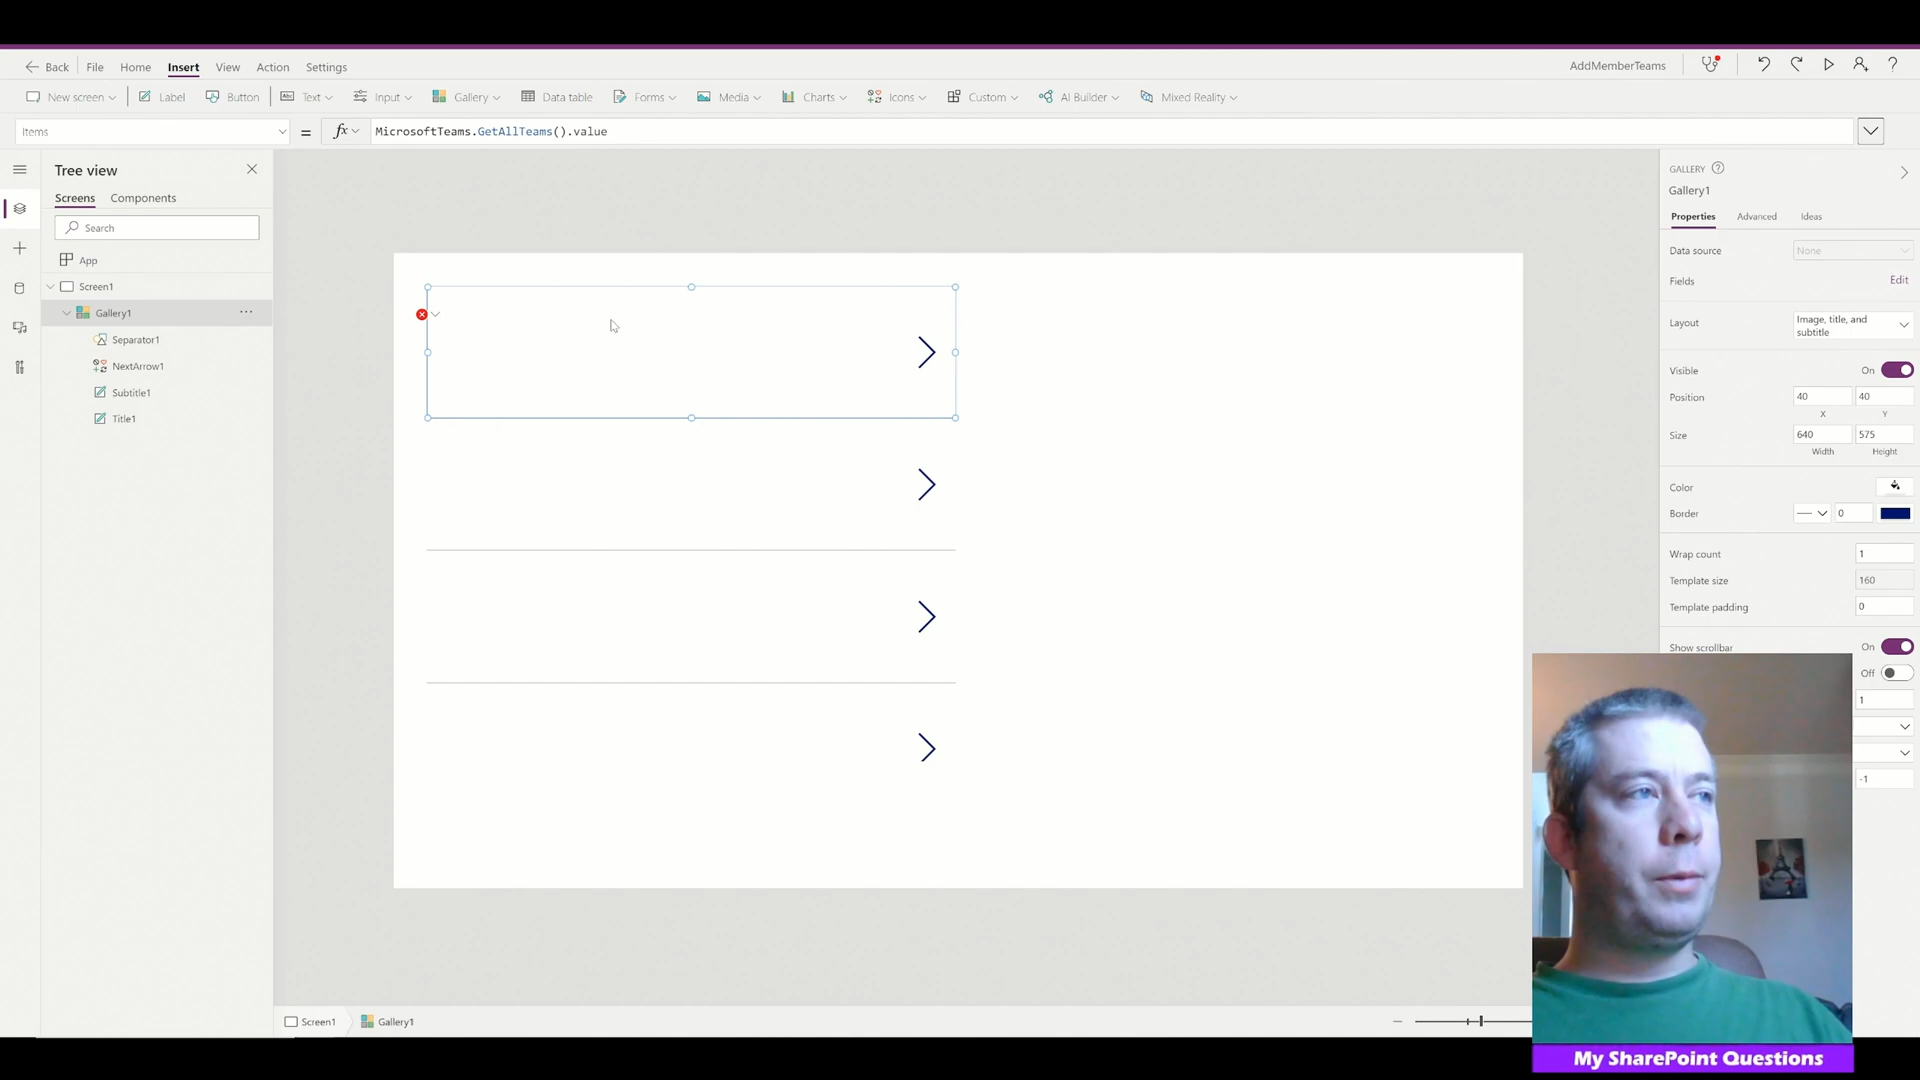 Back
File
Home
Insert
View
Action
Settings
AddMemberTeams
New screen
Label
Button
Text
Input
Gallery
Data table
Forms
Media
Charts
Icons
Custom
AI Builder
Mixed Reality
Items
=
fx
MicrosoftTeams.GetAllTeams().value
Tree view
Screens
Components
Search
App
Screen1
Gallery1
Separator1
NextArrow1
Subtitle1
Title1
GALLERY
Gallery1
Properties
Advanced
Ideas
Data source
None
Fields
Edit
Layout
Image, title, and
subtitle
Visible
On
Position
40
40
X
Y
Size
640
575
Width
Height
Color
Border
0
Wrap count
1
Template size
160
Template padding
0
Show scrollbar
On
Off
1
-1
Screen1
Gallery1
My SharePoint Questions